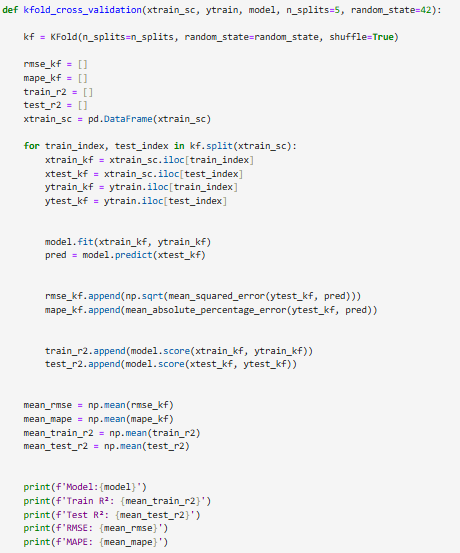 def kfold_cross_validation(xtrain_sc, ytrain, model, n_splits=5, random_state=42):
    kf = KFold(n_splits=n_splits, random_state=random_state, shuffle=True)
    rmse_kf = []
    mape_kf = []
    train_r2 = []
    test_r2 = []
    xtrain_sc = pd.DataFrame(xtrain_sc)
    for train_index, test_index in kf.split(xtrain_sc):
        xtrain_kf = xtrain_sc.iloc[train_index]
        xtest_kf = xtrain_sc.iloc[test_index]
        ytrain_kf = ytrain.iloc[train_index]
        ytest_kf = ytrain.iloc[test_index]
        model.fit(xtrain_kf, ytrain_kf)
        pred = model.predict(xtest_kf)
        rmse_kf.append(np.sqrt(mean_squared_error(ytest_kf, pred)))
        mape_kf.append(mean_absolute_percentage_error(ytest_kf, pred))
        train_r2.append(model.score(xtrain_kf, ytrain_kf))
        test_r2.append(model.score(xtest_kf, ytest_kf))
    mean_rmse = np.mean(rmse_kf)
    mean_mape = np.mean(mape_kf)
    mean_train_r2 = np.mean(train_r2)
    mean_test_r2 = np.mean(test_r2)
    print(f'Model:{model}')
    print(f'Train R²: {mean_train_r2}')
    print(f'Test R²: {mean_test_r2}')
    print(f'RMSE: {mean_rmse}')
    print(f'MAPE: {mean_mape}')